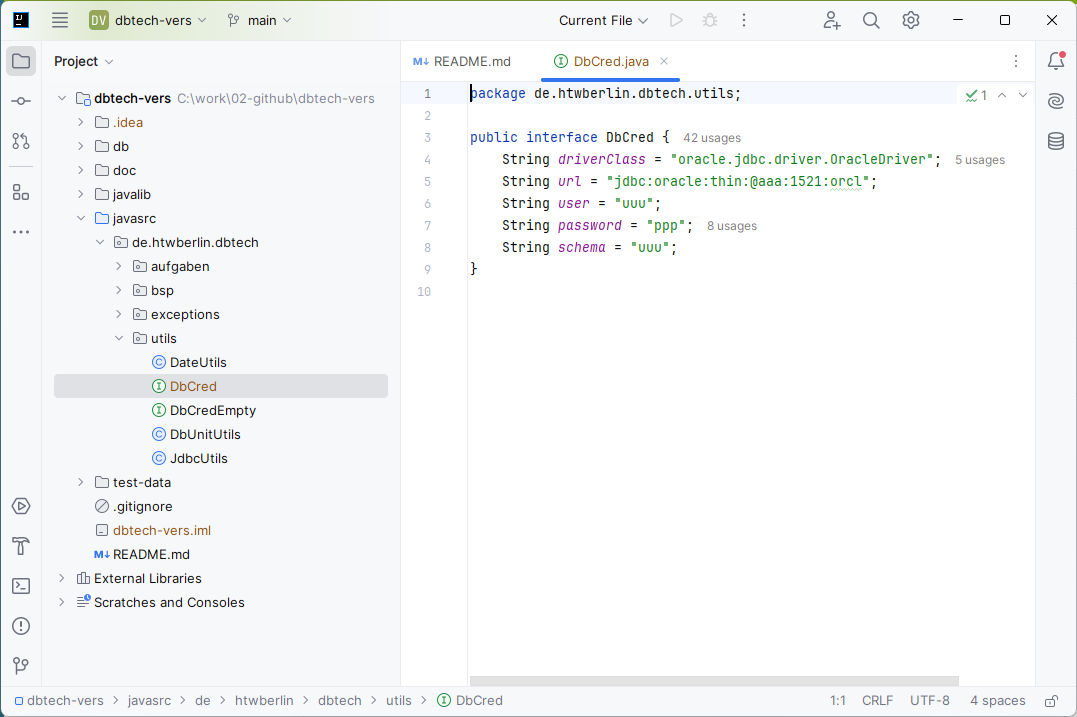 DV dbtech-vers main Current File
Project
README.md
DbCred.java
dbtech-vers C:\work\02-github\dbtech-vers
.idea
db
doc
javalib
javasrc
de.htwberlin.dbtech
aufgaben
bsp
exceptions
utils
DateUtils
DbCred
DbCredEmpty
DbUnitUtils
JdbcUtils
test-data
.gitignore
dbtech-vers.iml
M↓ README.md
External Libraries
Scratches and Consoles
1 package de.htwberlin.dbtech.utils; 1
2
3 public interface DbCred { 42 usages
4 String driverClass = "oracle.jdbc.driver.OracleDriver"; 5 usages
5 String url = "jdbc:oracle:thin:@aaa:1521:orcl";
6 String user = "uuu";
7 String password = "ppp"; 8 usages
8 String schema = "uuu";
9 }
10
dbtech-vers > javasrc > de > htwberlin > dbtech > utils > DbCred 1:1 CRLF UTF-8 4 spaces